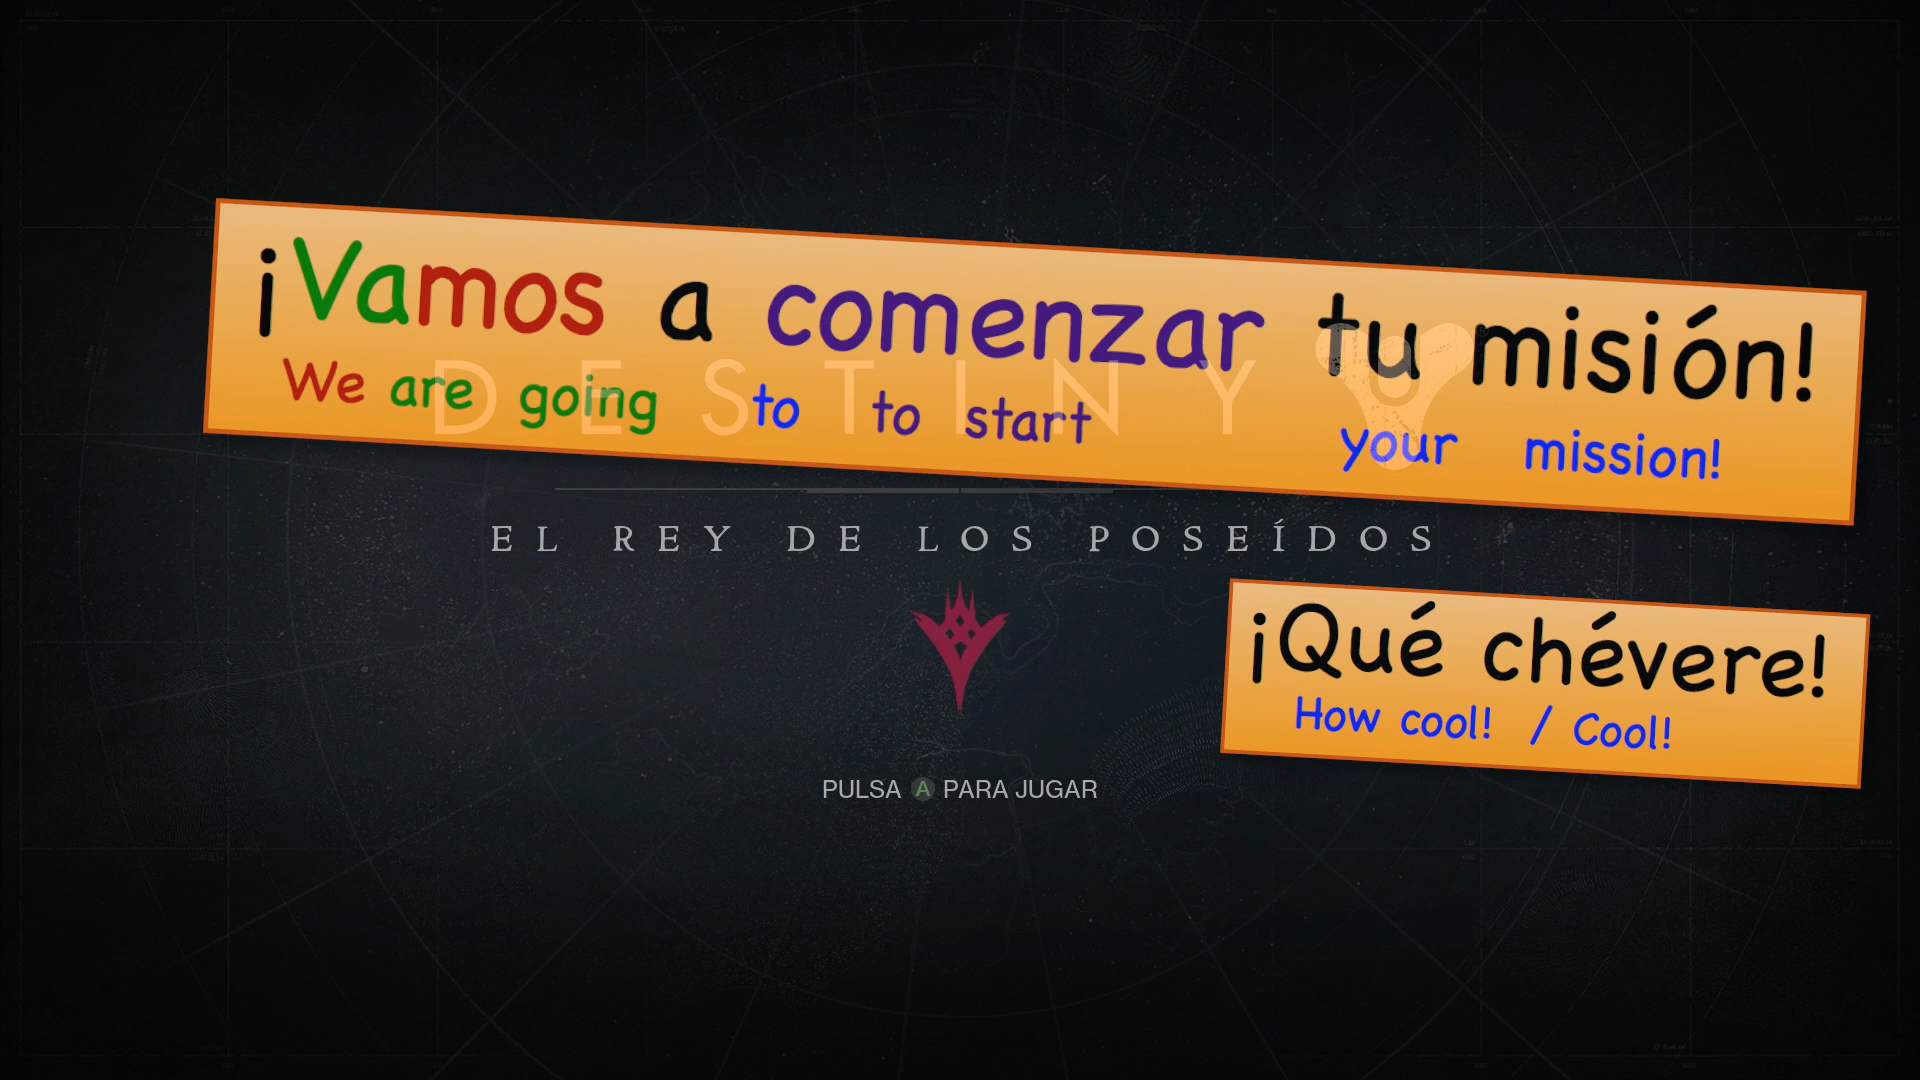 ¡Vamos a comenzar tu misión!
We are going to to start your mission!
DESTINY
EL REY DE LOS POSEÍDOS
¡Qué chévere!
How cool! / Cool!
PULSA A PARA JUGAR